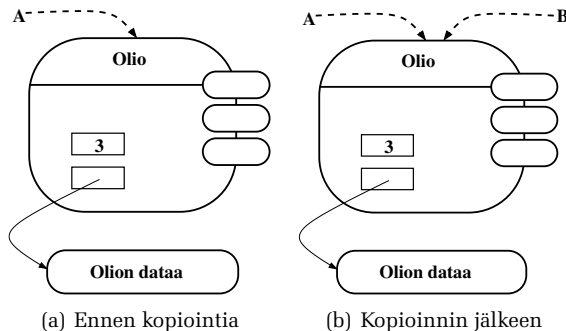 A
Olio
3
Olion dataa
(a) Ennen kopiointia
A
B
Olio
3
Olion dataa
(b) Kopioinnin jälkeen